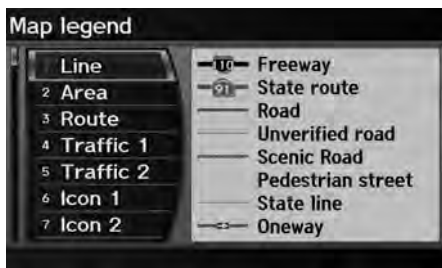 Map legend
1 Line
2 Area
3 Route
4 Traffic 1
5 Traffic 2
6 Icon 1
7 Icon 2
10 Freeway
91 State route
Road
Unverified road
Scenic Road
Pedestrian street
State line
Oneway